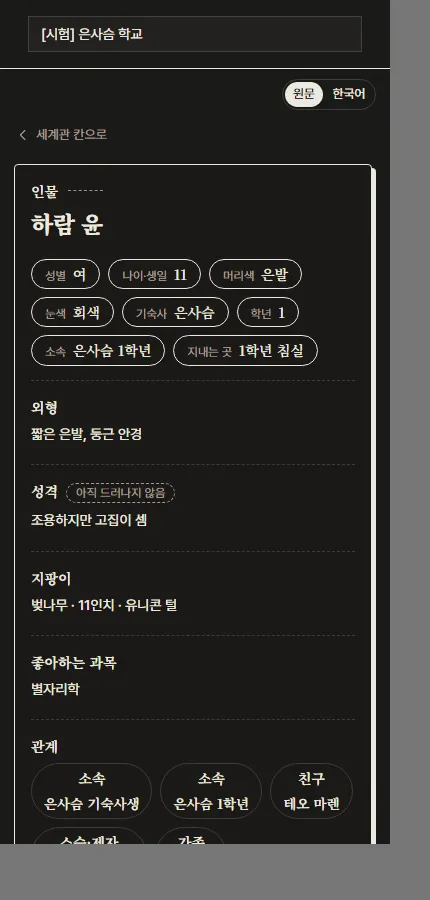 [시험] 은사슴 학교
원문 한국어
세계관 칸으로
인물
하람 윤
성별 여 나이·생일 11 머리색 은발
눈색 회색 기숙사 은사슴 학년 1
소속 은사슴 1학년 지내는 곳 1학년 침실
외형
짧은 은발, 둥근 안경
성격 아직 드러나지 않음
조용하지만 고집이 셈
지팡이
벚나무 · 11인치 · 유니콘 털
좋아하는 과목
별자리학
관계
소속 소속 친구
은사슴 기숙사생 은사슴 1학년 테오 마렌
스승·제자 가족